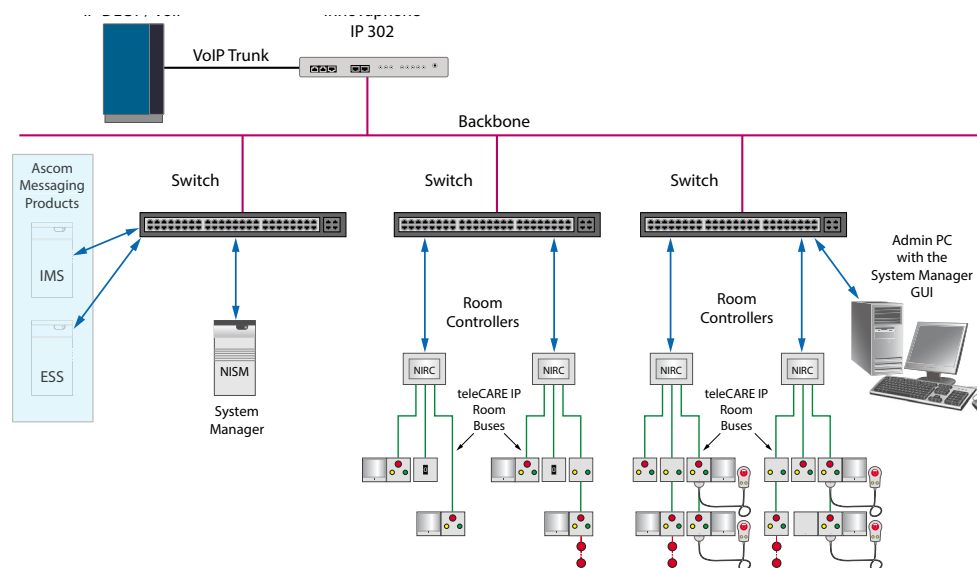 IP 302
VoIP Trunk
Backbone
Ascom
Messaging
Products
IMS
ESS
Switch
Switch
Switch
NISM
System
Manager
Room
Controllers
Room
Controllers
Admin PC
with the
System Manager
GUI
NIRC
NIRC
NIRC
NIRC
teleCARE IP
Room
Buses
teleCARE IP
Room
Buses
0
0